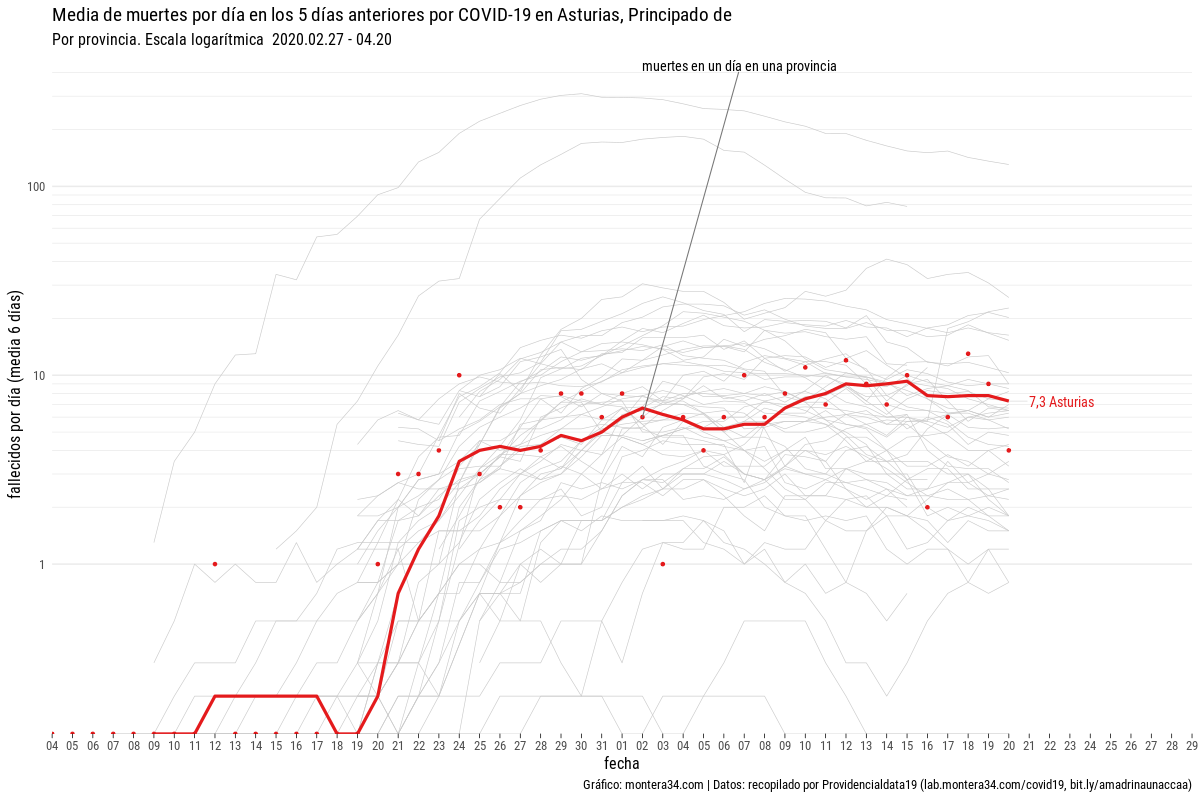 Media de muertes por día en los 5 días anteriores por COVID-19 en Asturias, Principado de
Por provincia. Escala logarítmica 2020.02.27 - 04.20
muertes en un día en una provincia
100
10
1
fallecidos por día (media 6 días)
7,3 Asturias
04 05 06 07 08 09 10 11 12 13 14 15 16 17 18 19 20 21 22 23 24 25 26 27 28 29 30 31 01 02 03 04 05 06 07 08 09 10 11 12 13 14 15 16 17 18 19 20 21 22 23 24 25 26 27 28 29
fecha
Gráfico: montera34.com | Datos: recopilado por Providencialdata19 (lab.montera34.com/covid19, bit.ly/amadrinaunaccaa)